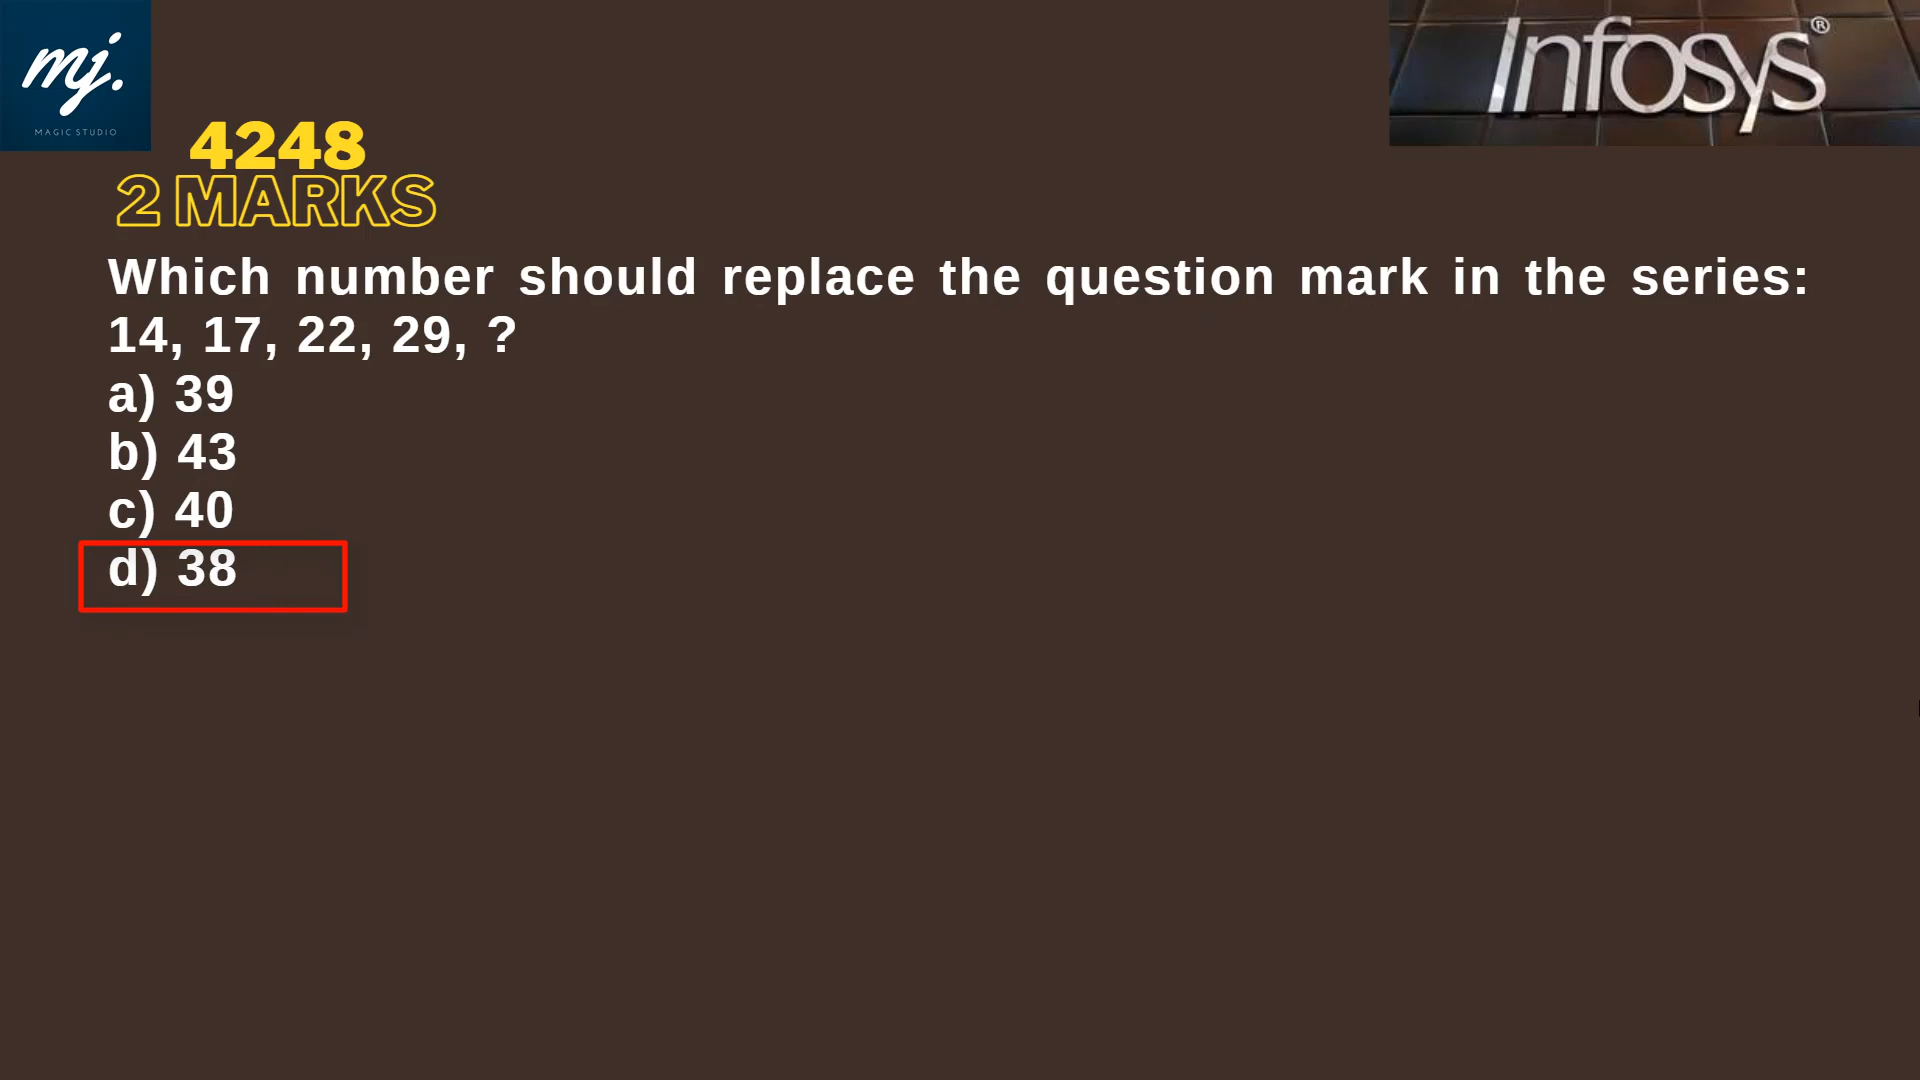 mj.
MAGIC STUDIO
Infosys®
4248
2 MARKS
Which number should replace the question mark in the series:
14, 17, 22, 29, ?
a) 39
b) 43
c) 40
d) 38